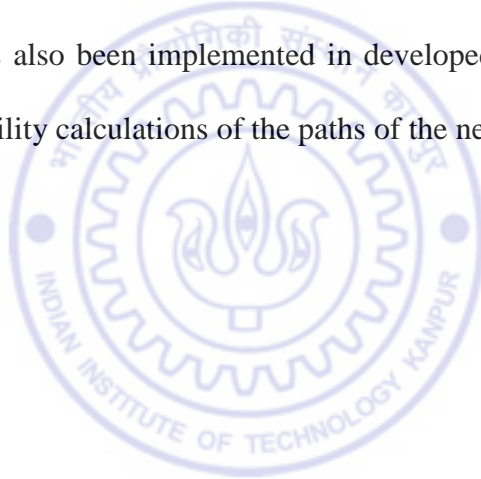 also been implemented in developed
ility calculations of the paths of the ne
भारतीय प्रौद्योगिकी संस्थान कानपुर
INDIAN INSTITUTE OF TECHNOLOGY KANPUR